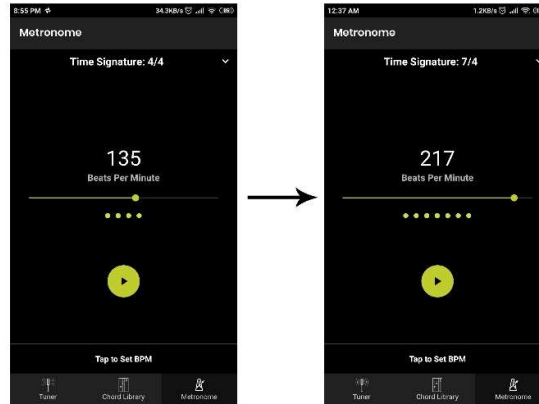 8:55 PM
34.3KB/s
Metronome
Time Signature: 4/4
135
Beats Per Minute
Tap to Set BPM
Tuner
Chord Library
Metronome
12:37 AM
1.2KB/s
Metronome
Time Signature: 7/4
217
Beats Per Minute
Tap to Set BPM
Tuner
Chord Library
Metronome